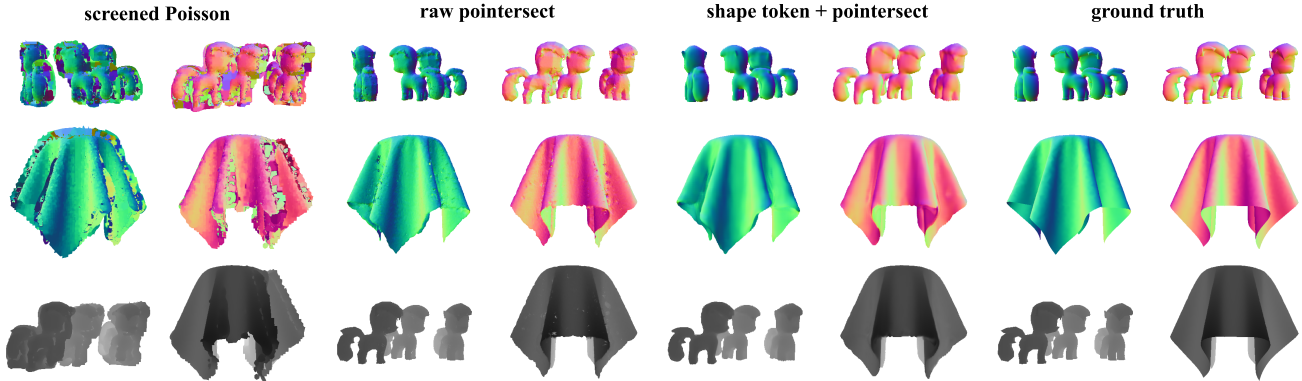 screened Poisson
raw pointersect
shape token + pointersect
ground truth